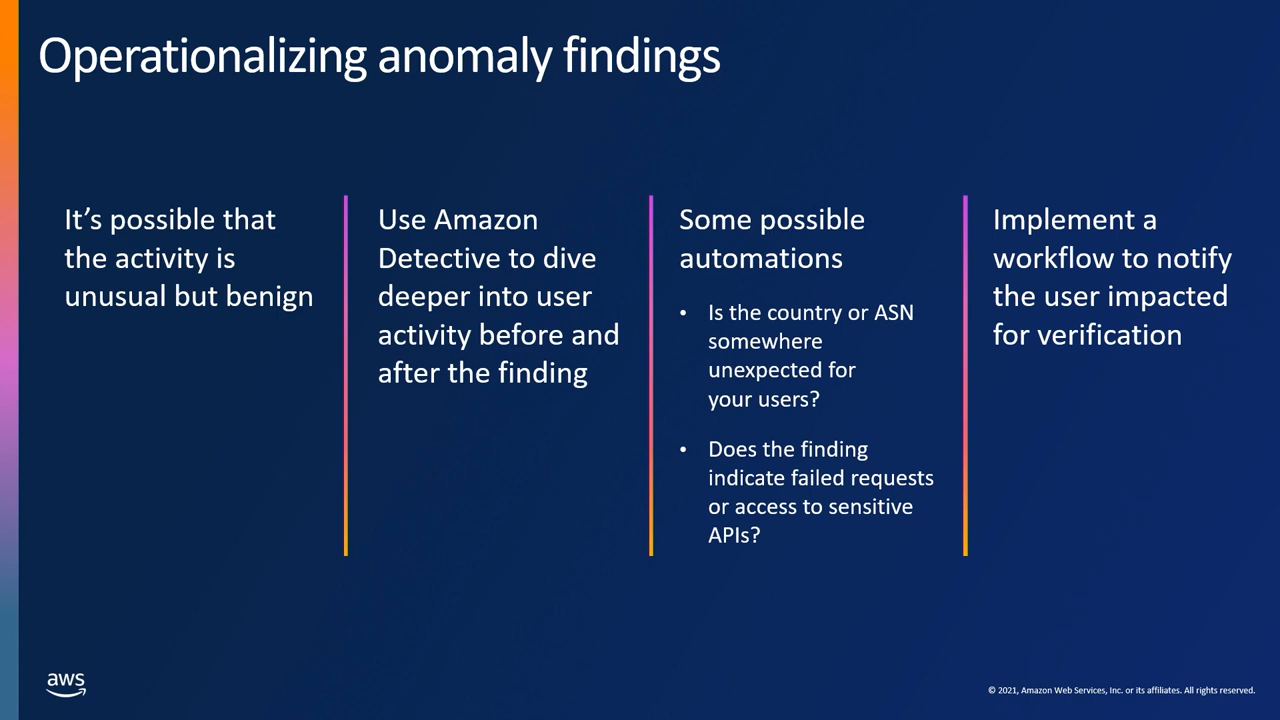 Operationalizing anomaly findings
It’s possible that
the activity is
unusual but benign
Use Amazon
Detective to dive
deeper into user
activity before and
after the finding
Some possible
automations
• Is the country or ASN
somewhere
unexpected for
your users?
• Does the finding
indicate failed requests
or access to sensitive
APIs?
Implement a
workflow to notify
the user impacted
for verification
aws
© 2021, Amazon Web Services, Inc. or its affiliates. All rights reserved.